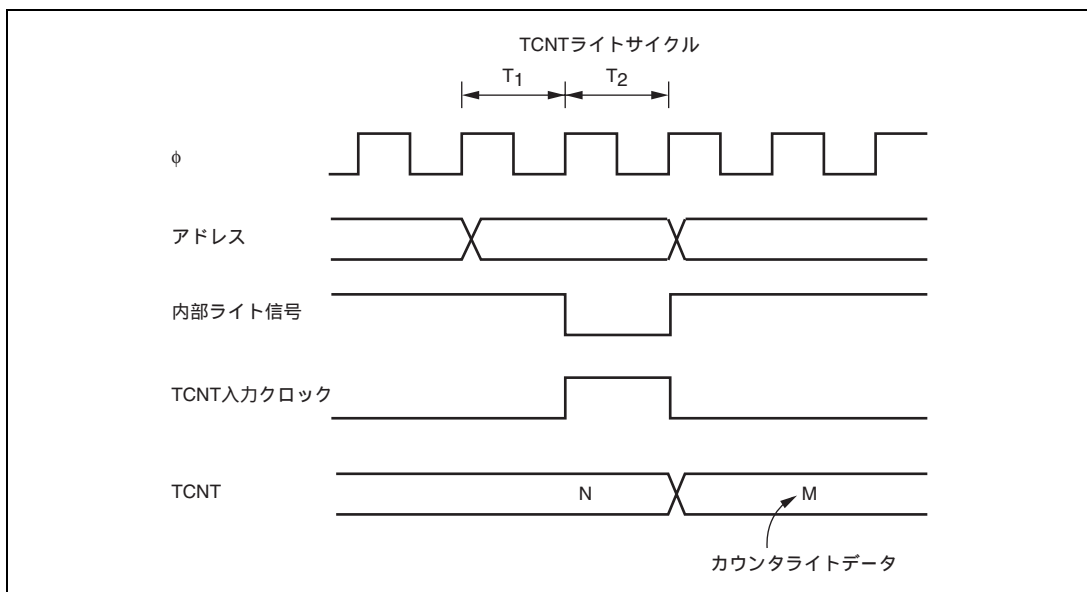 TCNTライトサイクル
T1 T2
φ
アドレス
内部ライト信号
TCNT入力クロック
TCNT N M
カウンタライトデータ